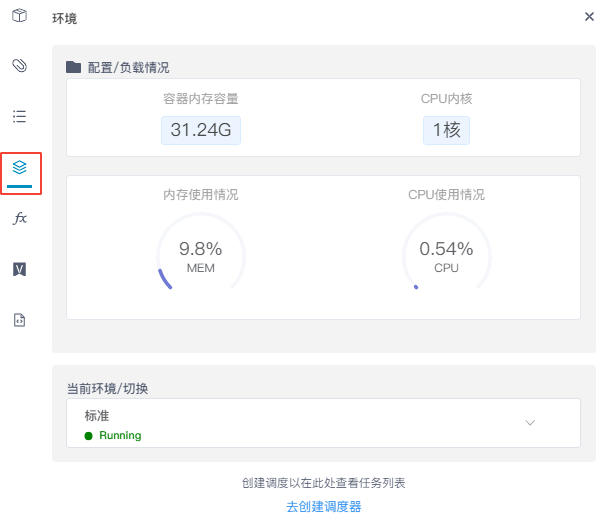 环境
配置/负载情况
容器内存容量
CPU内核
31.24G
1核
内存使用情况
CPU使用情况
9.8%
MEM
0.54%
CPU
fx
V
当前环境/切换
标准
Running
创建调度以在此处查看任务列表
去创建调度器